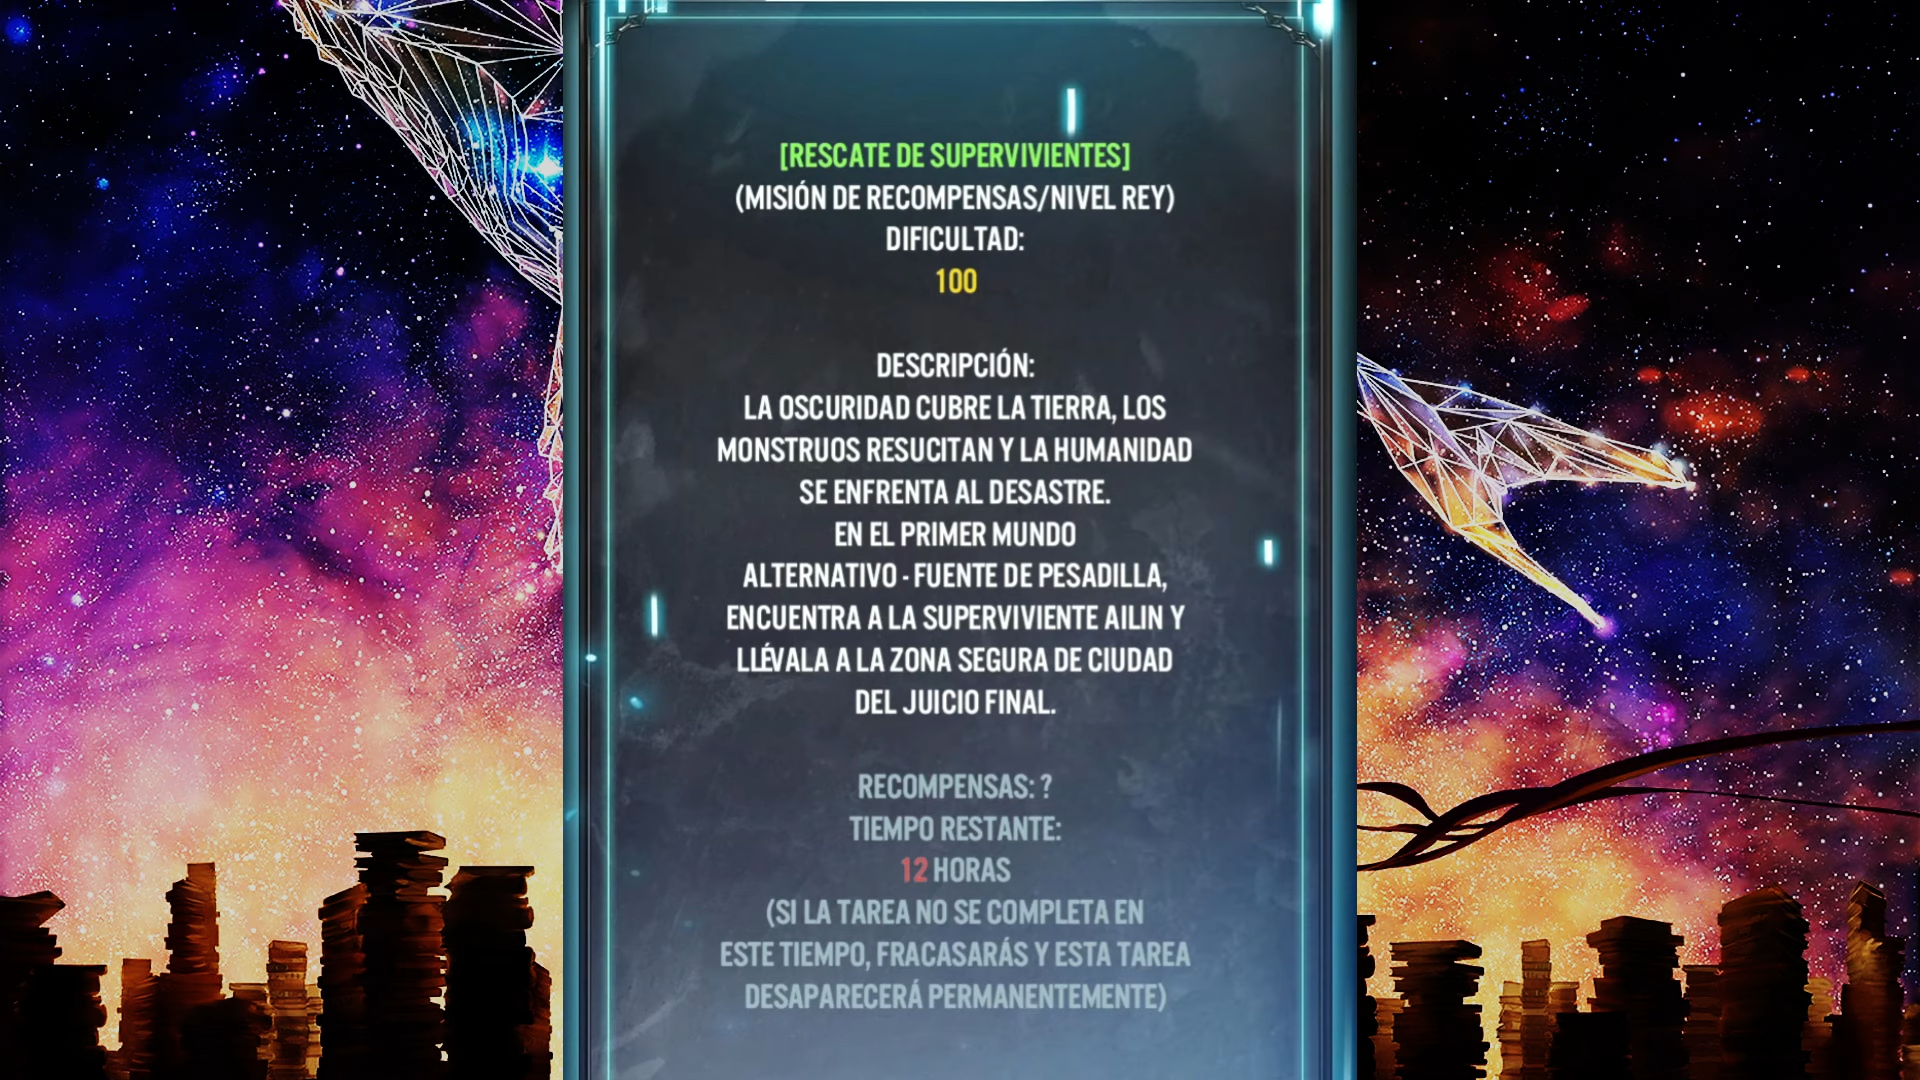 [RESCATE DE SUPERVIVIENTES]
(MISIÓN DE RECOMPENSAS/NIVEL REY)
DIFICULTAD:
100
DESCRIPCIÓN:
LA OSCURIDAD CUBRE LA TIERRA, LOS
MONSTRUOS RESUCITAN Y LA HUMANIDAD
SE ENFRENTA AL DESASTRE.
EN EL PRIMER MUNDO
ALTERNATIVO - FUENTE DE PESADILLA,
ENCUENTRA A LA SUPERVIVIENTE AILIN Y
LLÉVALA A LA ZONA SEGURA DE CIUDAD
DEL JUICIO FINAL.
RECOMPENSAS: ?
TIEMPO RESTANTE:
12 HORAS
(SI LA TAREA NO SE COMPLETA EN
ESTE TIEMPO, FRACASARÁS Y ESTA TAREA
DESAPARECERÁ PERMANENTEMENTE)